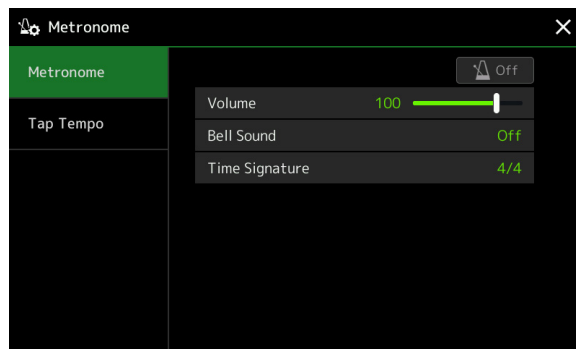 Metronome
Metronome
Tap Tempo
Off
Volume 100
Bell Sound Off
Time Signature 4/4